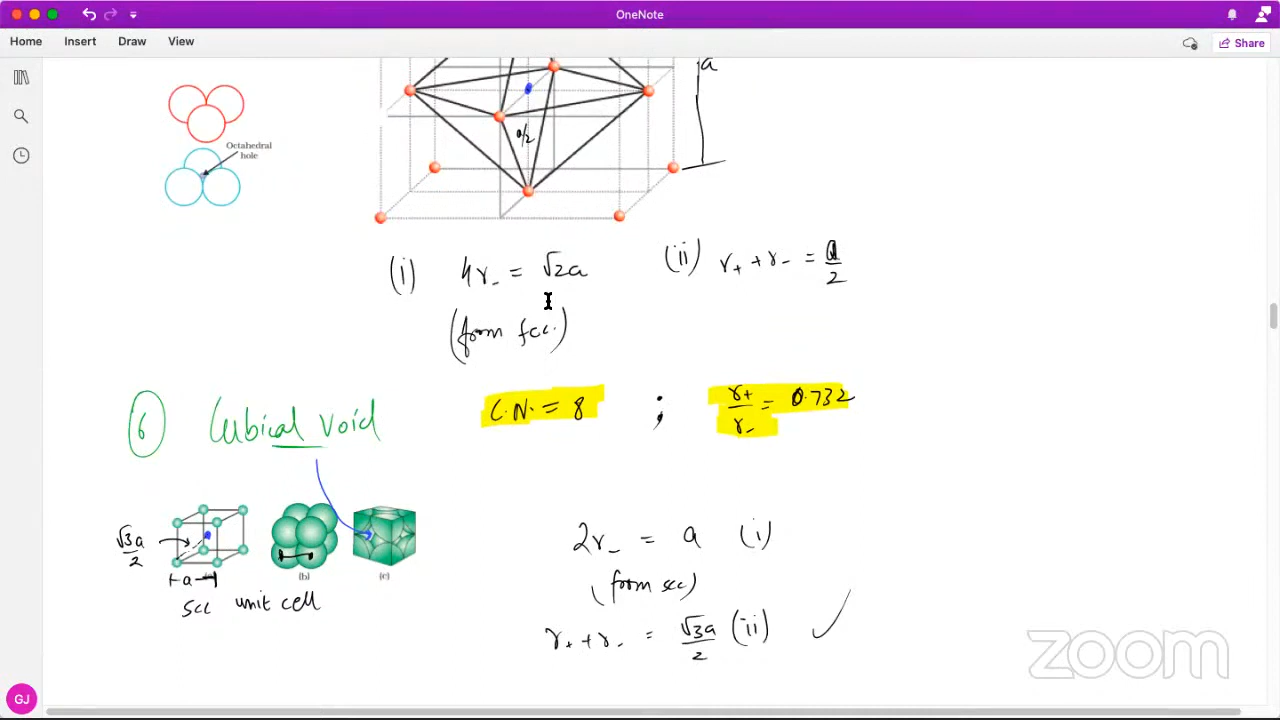 OneNote
Home Insert Draw View Share
a
Octahedral
hole
a/2
(i) 4r₋ = √2a (ii) r₊ + r₋ = a/2
(from fcc.)
6 Cubical void C.N. = 8 ; r₊/r₋ = 0.732
√3a/2
(b) (c)
⊢a⊣
scc unit cell
2r₋ = a (i)
(from scc)
r₊ + r₋ = √3a/2 (ii) ✓
zoom
GJ